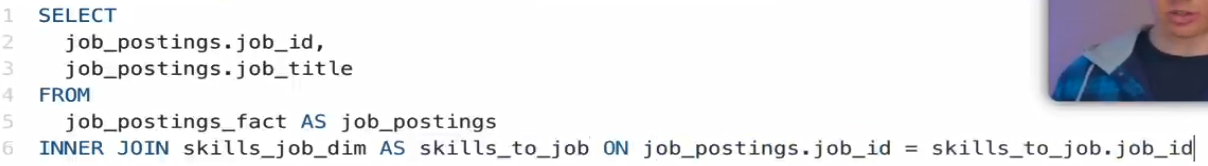 1 SELECT
2 job_postings.job_id,
3 job_postings.job_title
4 FROM
5 job_postings_fact AS job_postings
6 INNER JOIN skills_job_dim AS skills_to_job ON job_postings.job_id = skills_to_job.job_id